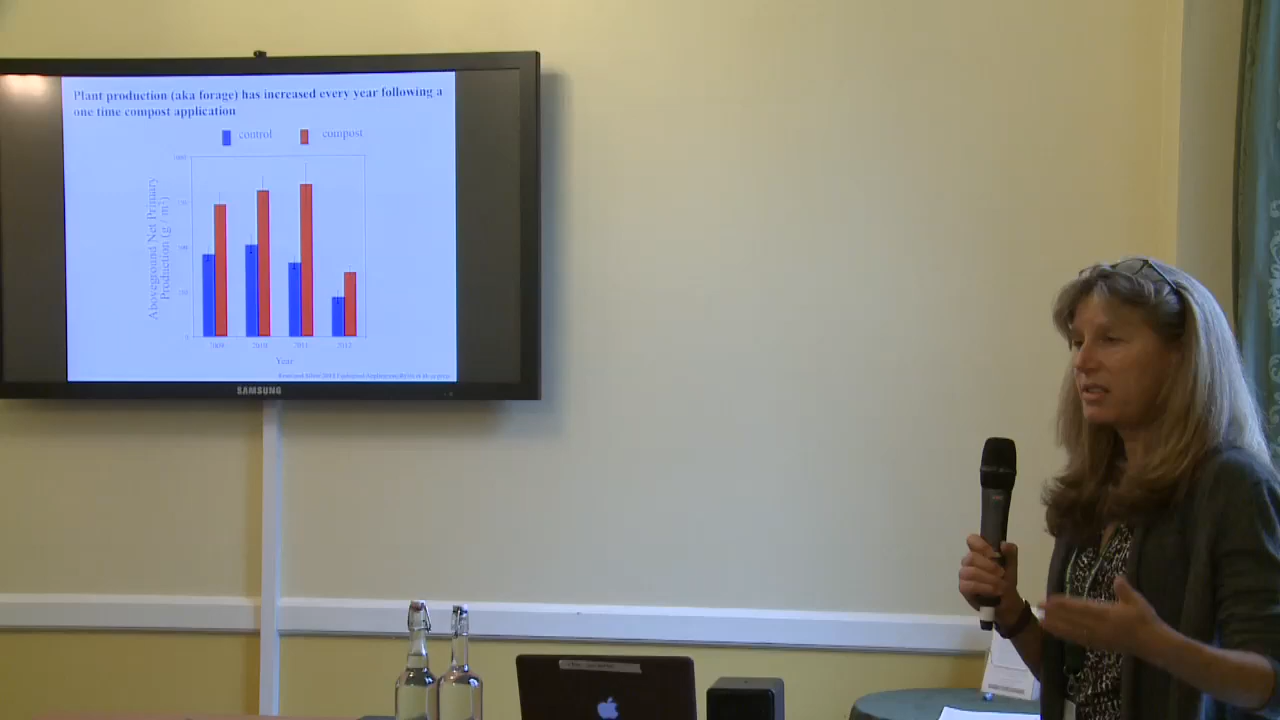 Plant production (aka forage) has increased every year following a
one time compost application
control compost
1000
Aboveground Net Primary
Production (g / m²)
2009 2010 2011 2012
Year
SAMSUNG